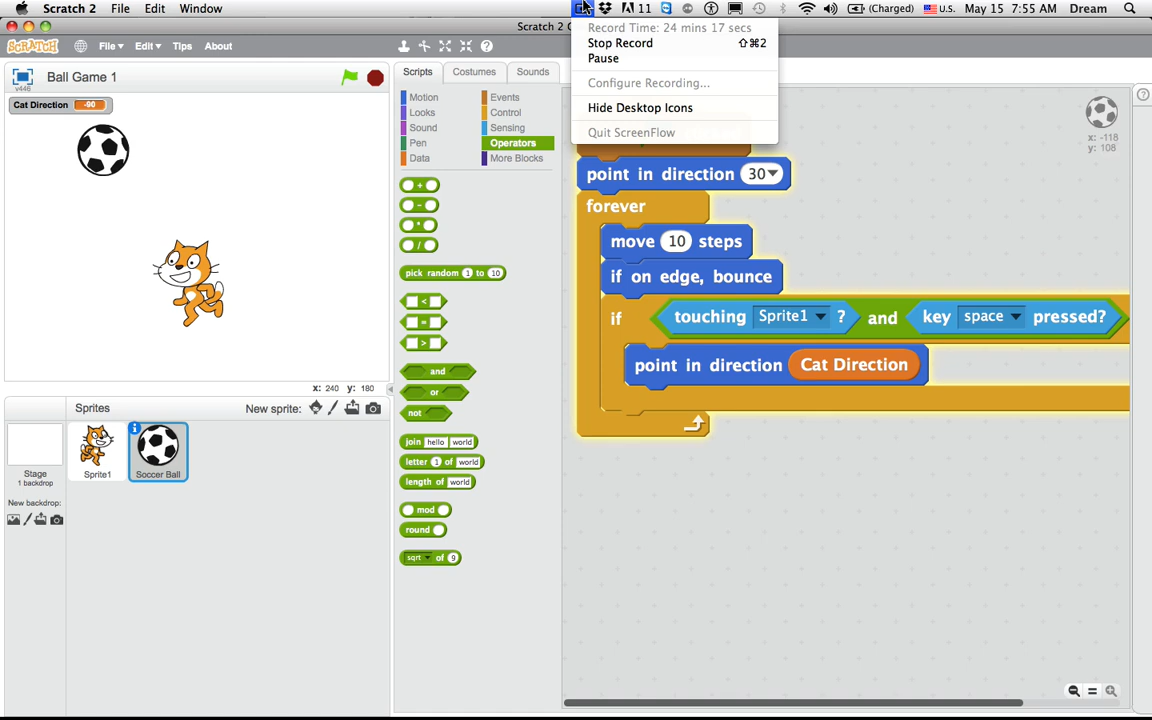 Scratch 2 File Edit Window
11 (Charged) U.S. May 15 7:55 AM Dream
Scratch 2
Record Time: 24 mins 17 secs
Stop Record ⇧⌘2
Pause
Configure Recording...
Hide Desktop Icons
Quit ScreenFlow
SCRATCH File Edit Tips About
Ball Game 1
v446
Cat Direction -90
x: 240 y: 180
Sprites New sprite:
Stage
1 backdrop
New backdrop:
Sprite1
Soccer Ball
Scripts Costumes Sounds
Motion Events
Looks Control
Sound Sensing
Pen Operators
Data More Blocks
+
-
*
/
pick random 1 to 10
<
=
>
and
or
not
join hello world
letter 1 of world
length of world
mod
round
sqrt of 9
x: -118
y: 108
point in direction 30
forever
move 10 steps
if on edge, bounce
if touching Sprite1 ? and key space pressed?
point in direction Cat Direction